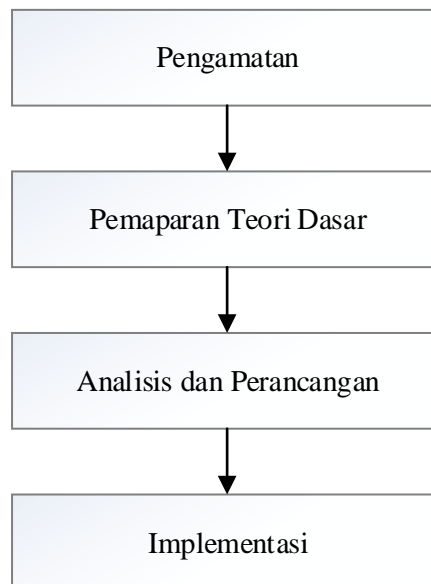 Pengamatan
Pemaparan Teori Dasar
Analisis dan Perancangan
Implementasi